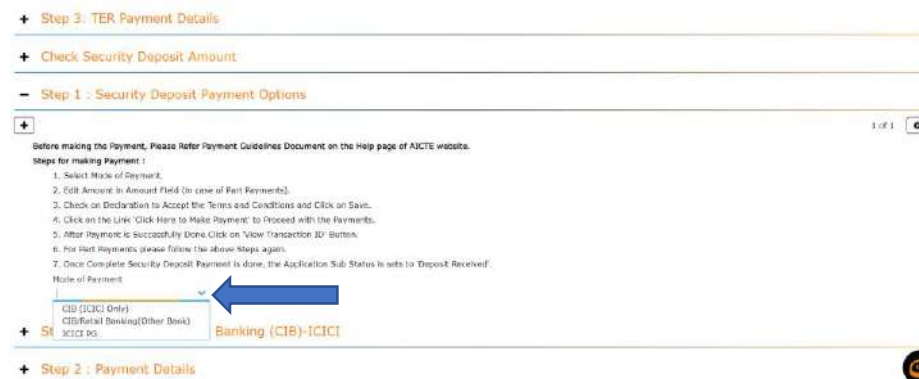 + Step 3: TER Payment Details
+ Check Security Deposit Amount
− Step 1 : Security Deposit Payment Options
+ 1 of 1
Before making the Payment, Please Refer Payment Guidelines Document on the Help page of AICTE website.
Steps for making Payment :
1. Select Mode of Payment.
2. Edit Amount in Amount Field (in case of Part Payments).
3. Check on Declaration to Accept the Terms and Conditions and Click on Save.
4. Click on the Link 'Click Here to Make Payment' to Proceed with the Payments.
5. After Payment is Successfully Done Click on 'View Transaction ID' Button.
6. For Part Payments please follow the above Steps again.
7. Once Complete Security Deposit Payment is done, the Application Sub Status is sets to 'Deposit Received'.
Mode of Payment
CIB (ICICI Only)
CIB/Retail Banking(Other Bank)
ICICI PG
+ St Banking (CIB)-ICICI
+ Step 2 : Payment Details